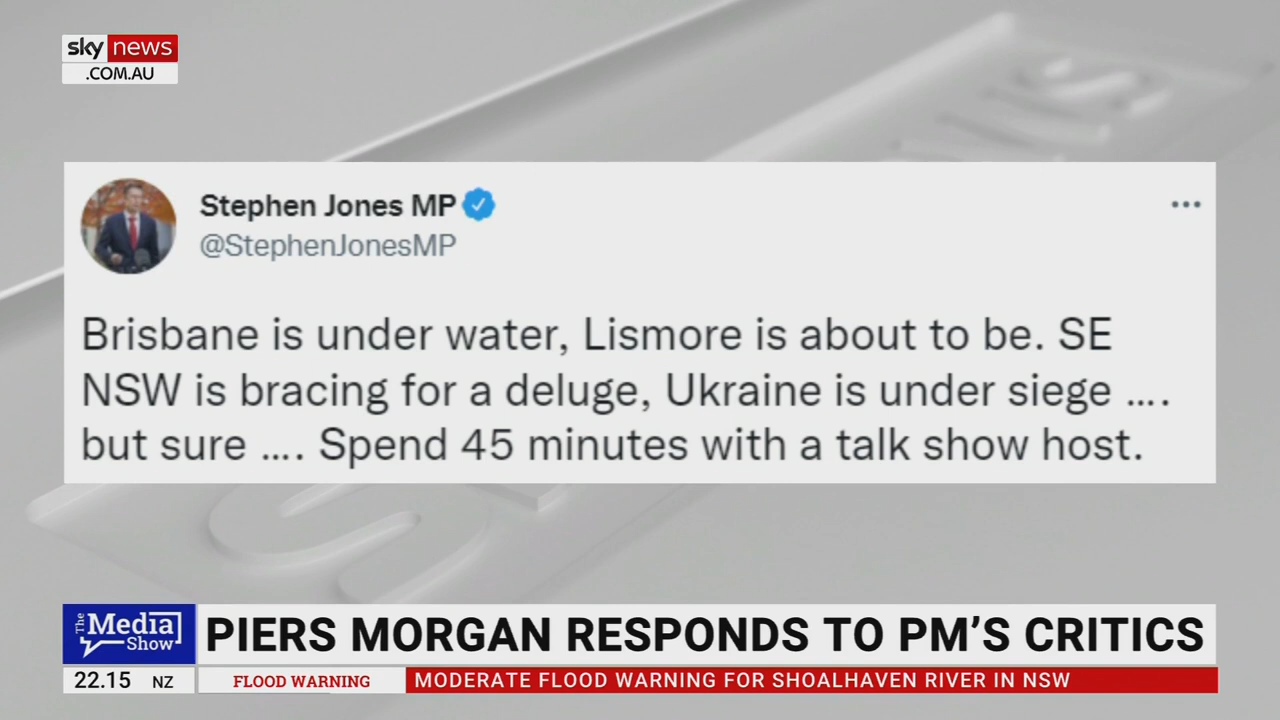 sky news
.COM.AU
Stephen Jones MP
@StephenJonesMP
Brisbane is under water, Lismore is about to be. SE
NSW is bracing for a deluge, Ukraine is under siege ....
but sure .... Spend 45 minutes with a talk show host.
The Media Show
PIERS MORGAN RESPONDS TO PM'S CRITICS
22.15 NZ
FLOOD WARNING
MODERATE FLOOD WARNING FOR SHOALHAVEN RIVER IN NSW